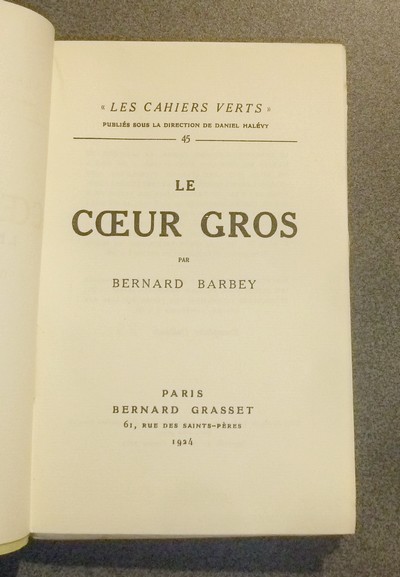 « LES CAHIERS VERTS »
PUBLIÉS SOUS LA DIRECTION DE DANIEL HALÉVY
45
LE
CŒUR GROS
PAR
BERNARD BARBEY
PARIS
BERNARD GRASSET
61, RUE DES SAINTS-PÈRES
1924